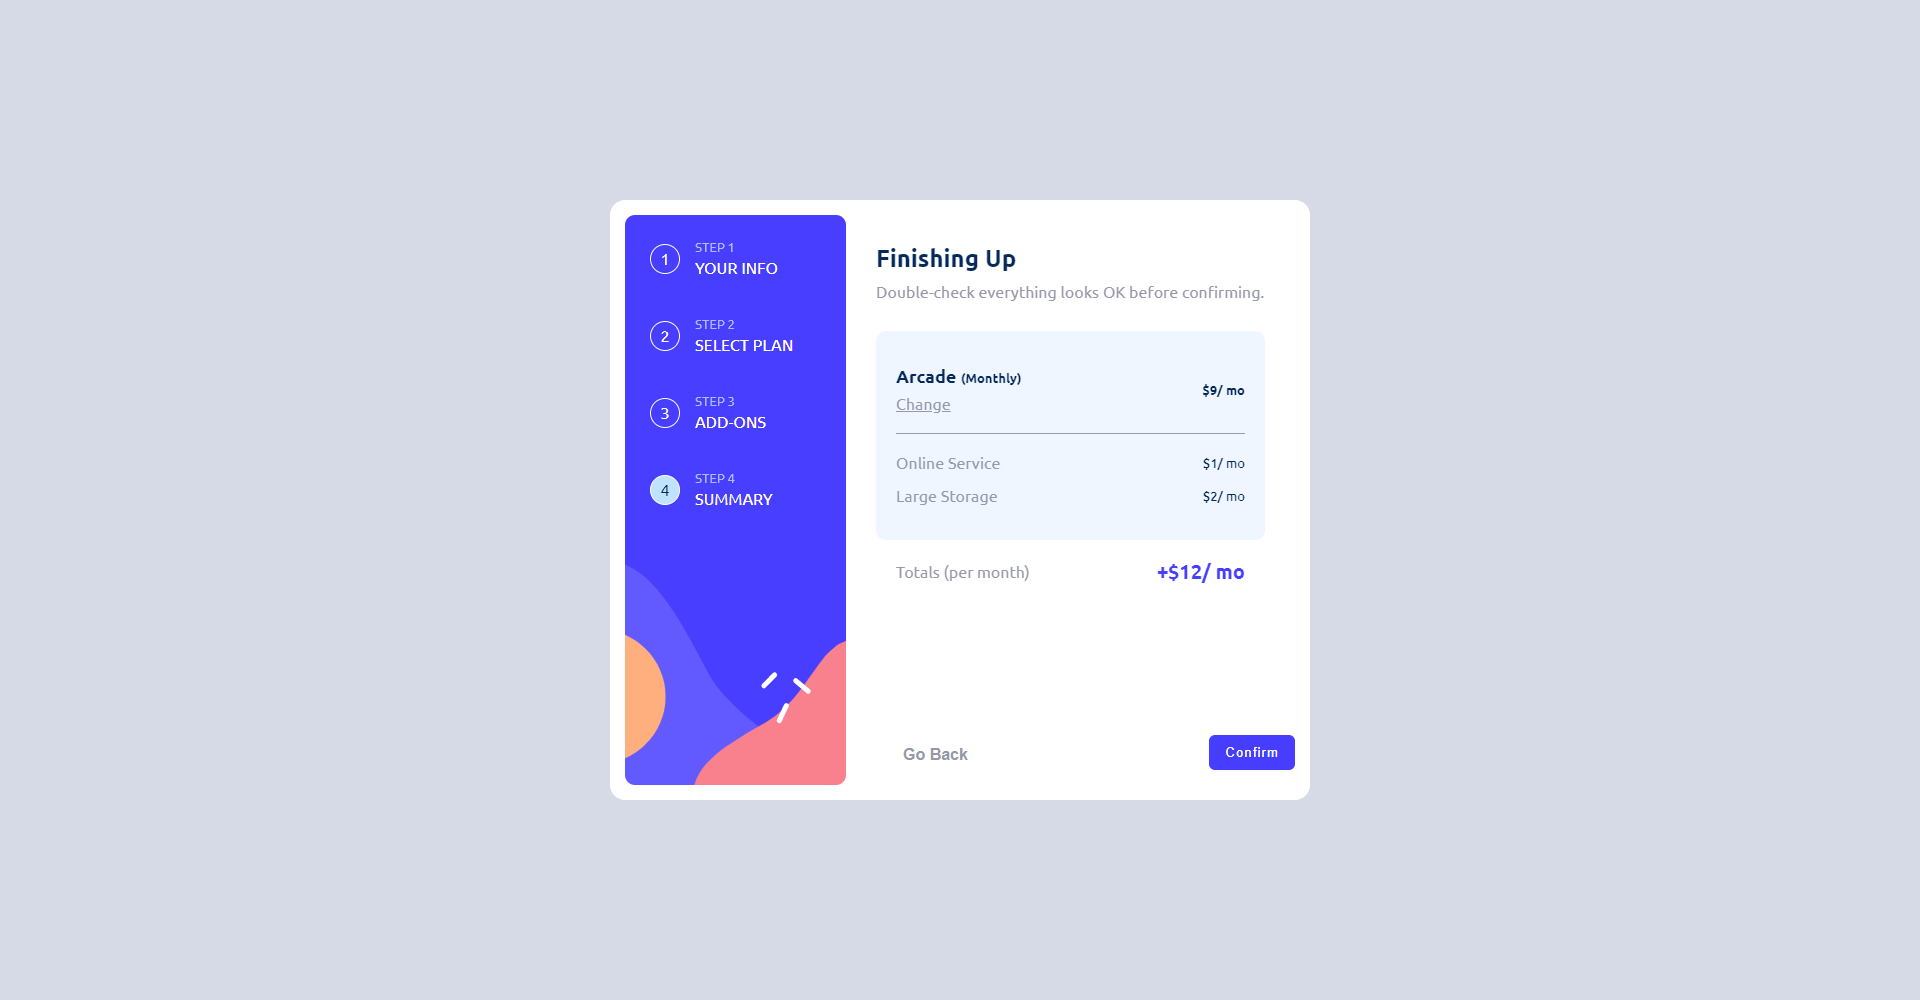 1
STEP 1
YOUR INFO
2
STEP 2
SELECT PLAN
3
STEP 3
ADD-ONS
4
STEP 4
SUMMARY
Finishing Up
Double-check everything looks OK before confirming.
Arcade (Monthly)
$9/ mo
Change
Online Service $1/ mo
Large Storage $2/ mo
Totals (per month) +$12/ mo
Go Back
Confirm